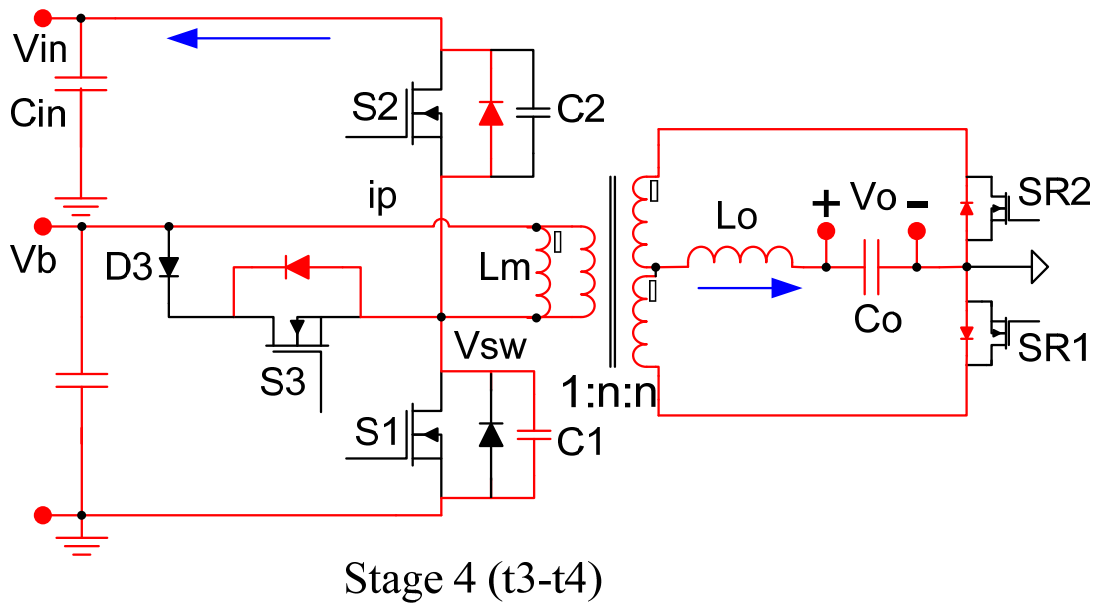 Vin
Cin
S2
C2
ip
Vb
D3
Lm
S3
Vsw
S1
C1
1:n:n
Lo
+ Vo -
Co
SR2
SR1
Stage 4 (t3-t4)